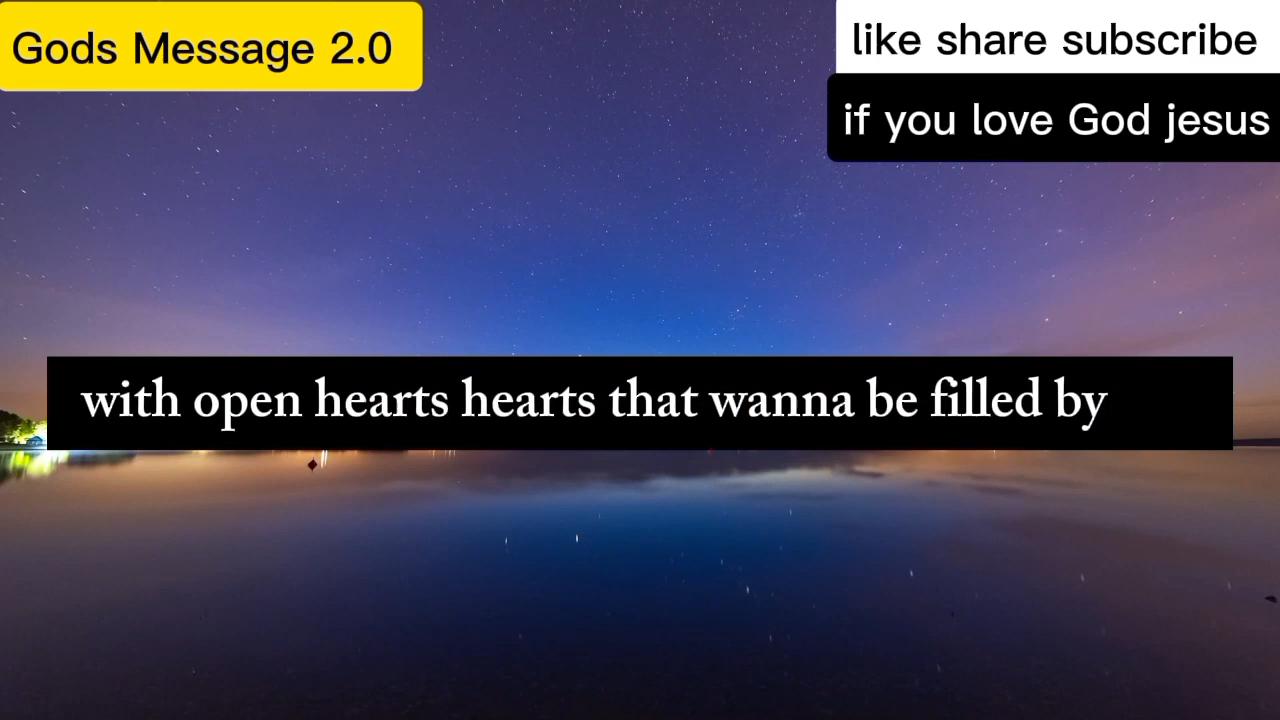 Gods Message 2.0
like share subscribe
if you love God jesus
with open hearts hearts that wanna be filled by